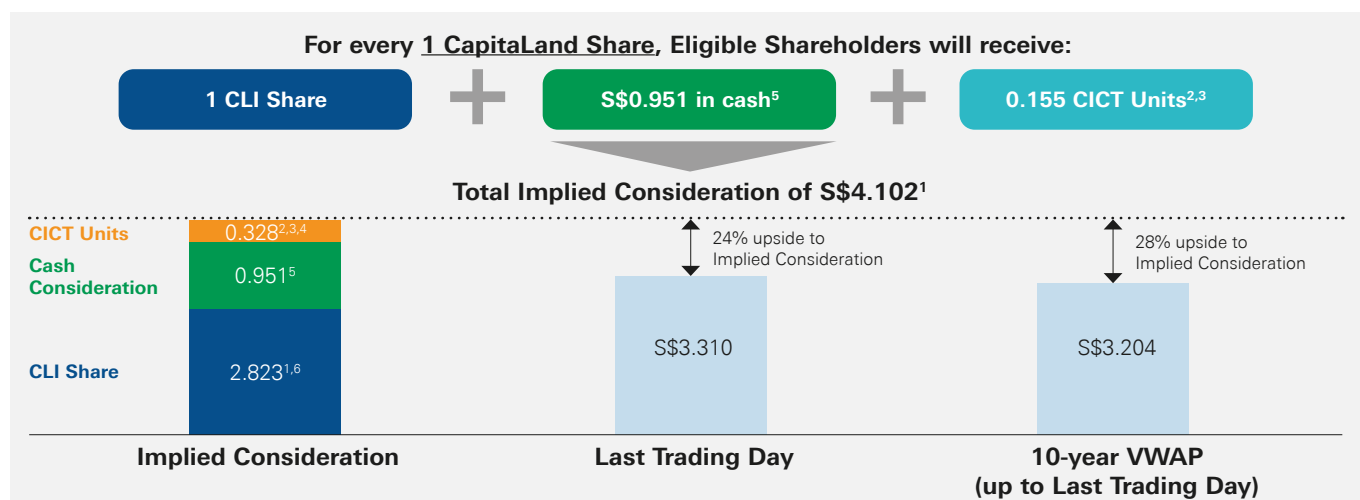 For every 1 CapitaLand Share, Eligible Shareholders will receive:
1 CLI Share
S$0.951 in cash5
0.155 CICT Units2,3
Total Implied Consideration of S$4.1021
CICT Units
0.3282,3,4
Cash
Consideration
0.9515
CLI Share
2.8231,6
24% upside to
Implied Consideration
S$3.310
28% upside to
Implied Consideration
S$3.204
Implied Consideration
Last Trading Day
10-year VWAP
(up to Last Trading Day)